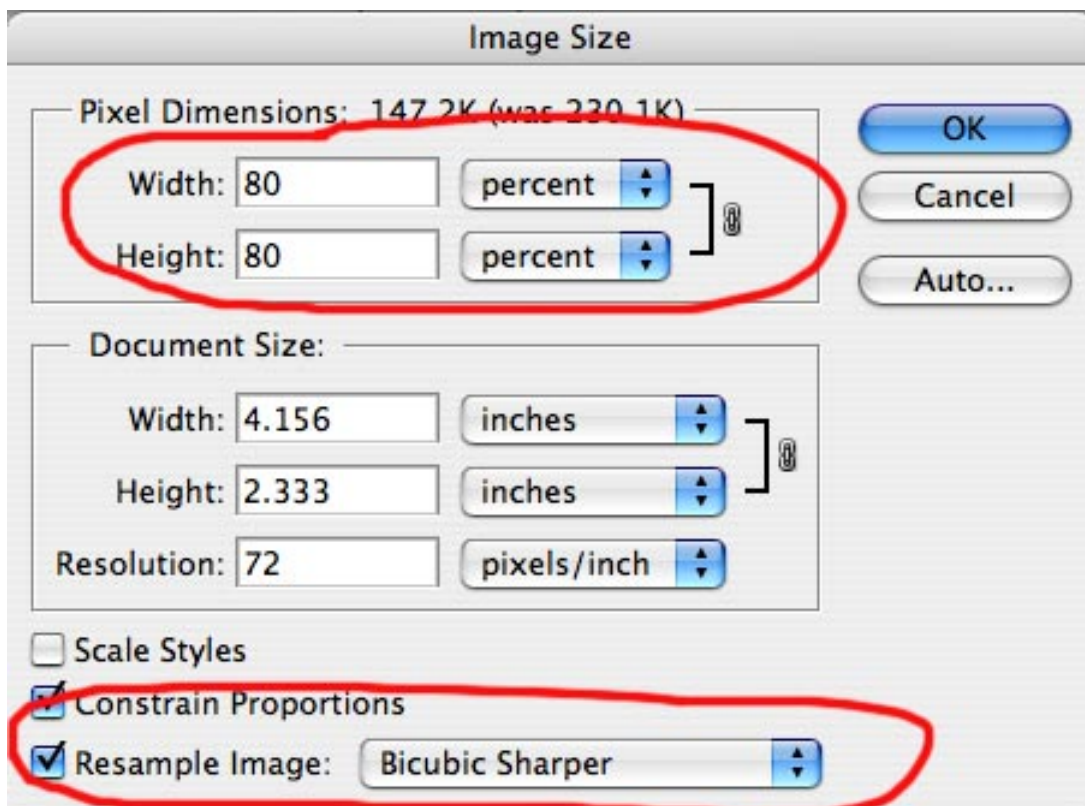 Image Size
Pixel Dimensions: 147.2K (was 230.1K)
OK
Width: 80 percent
Cancel
Height: 80 percent
Auto...
Document Size:
Width: 4.156 inches
Height: 2.333 inches
Resolution: 72 pixels/inch
Scale Styles
Constrain Proportions
Resample Image: Bicubic Sharper